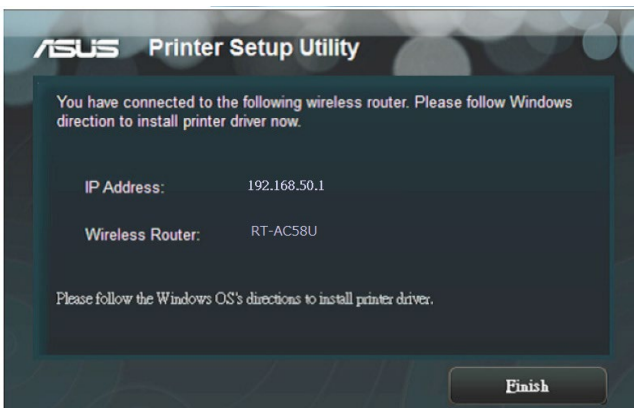 ASUS Printer Setup Utility
You have connected to the following wireless router. Please follow Windows
direction to install printer driver now.
IP Address: 192.168.50.1
Wireless Router: RT-AC58U
Please follow the Windows OS's directions to install printer driver.
Finish